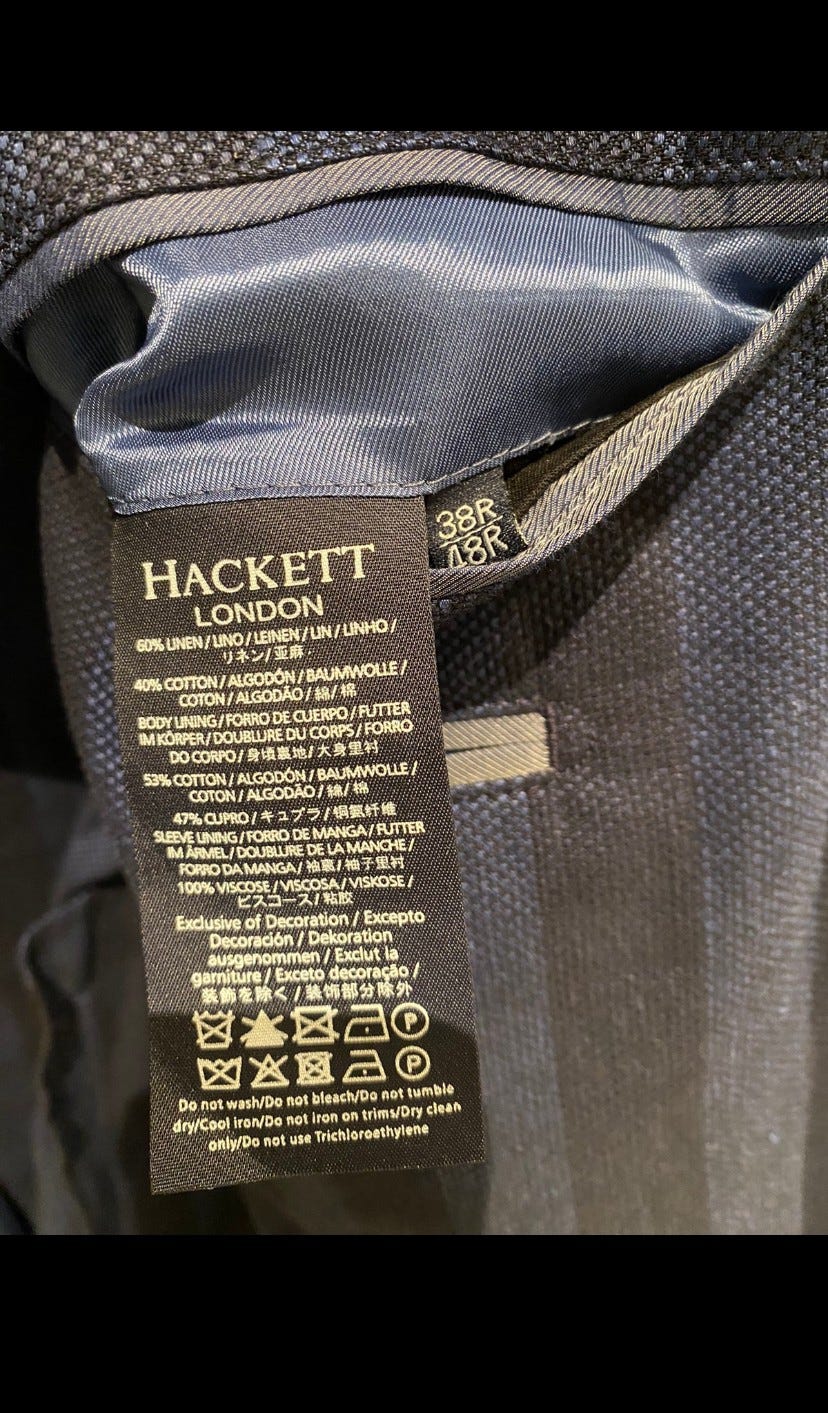 38R
48R
HACKETT
LONDON
60% LINEN / LINO / LEINEN / LIN / LINHO /
リネン / 亚麻
40% COTTON / ALGODÓN / BAUMWOLLE /
COTON / ALGODÃO / 綿 / 棉
BODY LINING / FORRO DE CUERPO / FUTTER
IM KÖRPER / DOUBLURE DU CORPS / FORRO
DO CORPO / 身頃裏地 / 大身里衬
53% COTTON / ALGODÓN / BAUMWOLLE /
COTON / ALGODÃO / 綿 / 棉
47% CUPRO / キュプラ / 铜氨纤维
SLEEVE LINING / FORRO DE MANGA / FUTTER
IM ÄRMEL / DOUBLURE DE LA MANCHE /
FORRO DA MANGA / 袖裏 / 袖子里衬
100% VISCOSE / VISCOSA / VISKOSE /
ビスコース / 粘胶
Exclusive of Decoration / Excepto
Decoración / Dekoration
ausgenommen / Exclut la
garniture / Exceto decoração /
装飾を除く / 装饰部分除外
P
P
Do not wash/Do not bleach/Do not tumble
dry/Cool iron/Do not iron on trims/Dry clean
only/Do not use Trichloroethylene